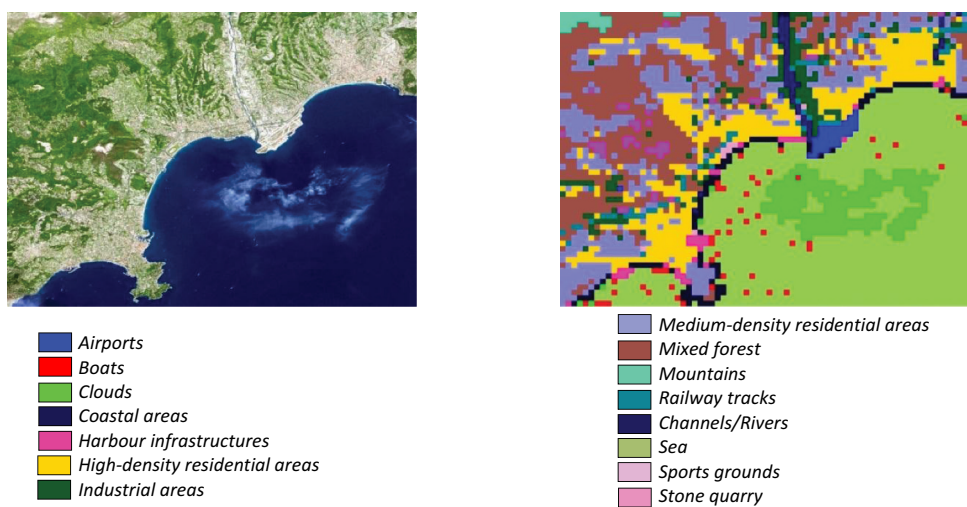 Airports
Boats
Clouds
Coastal areas
Harbour infrastructures
High-density residential areas
Industrial areas
Medium-density residential areas
Mixed forest
Mountains
Railway tracks
Channels/Rivers
Sea
Sports grounds
Stone quarry